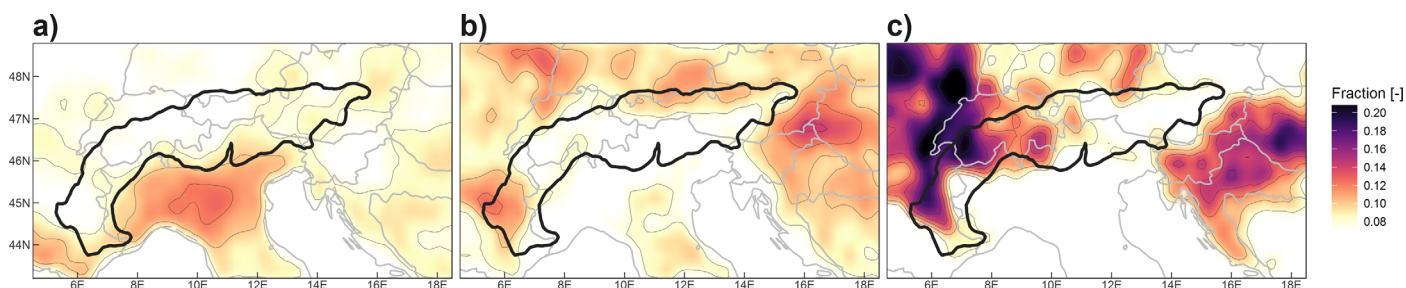 a)
b)
c)
48N
47N
46N
45N
44N
6E 8E 10E 12E 14E 16E 18E
6E 8E 10E 12E 14E 16E 18E
6E 8E 10E 12E 14E 16E 18E
Fraction [-]
0.20
0.18
0.16
0.14
0.12
0.10
0.08